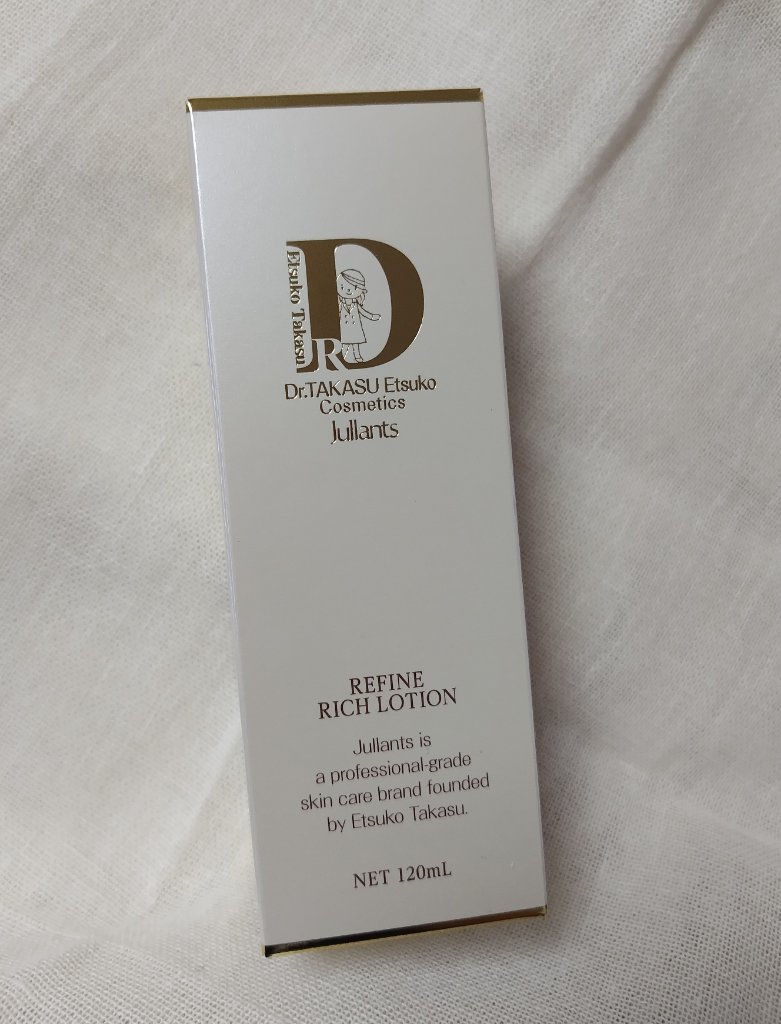 Etsuko Takasu
DR
Dr.TAKASU Etsuko
Cosmetics
Jullants
REFINE
RICH LOTION
Jullants is
a professional-grade
skin care brand founded
by Etsuko Takasu.
NET 120mL